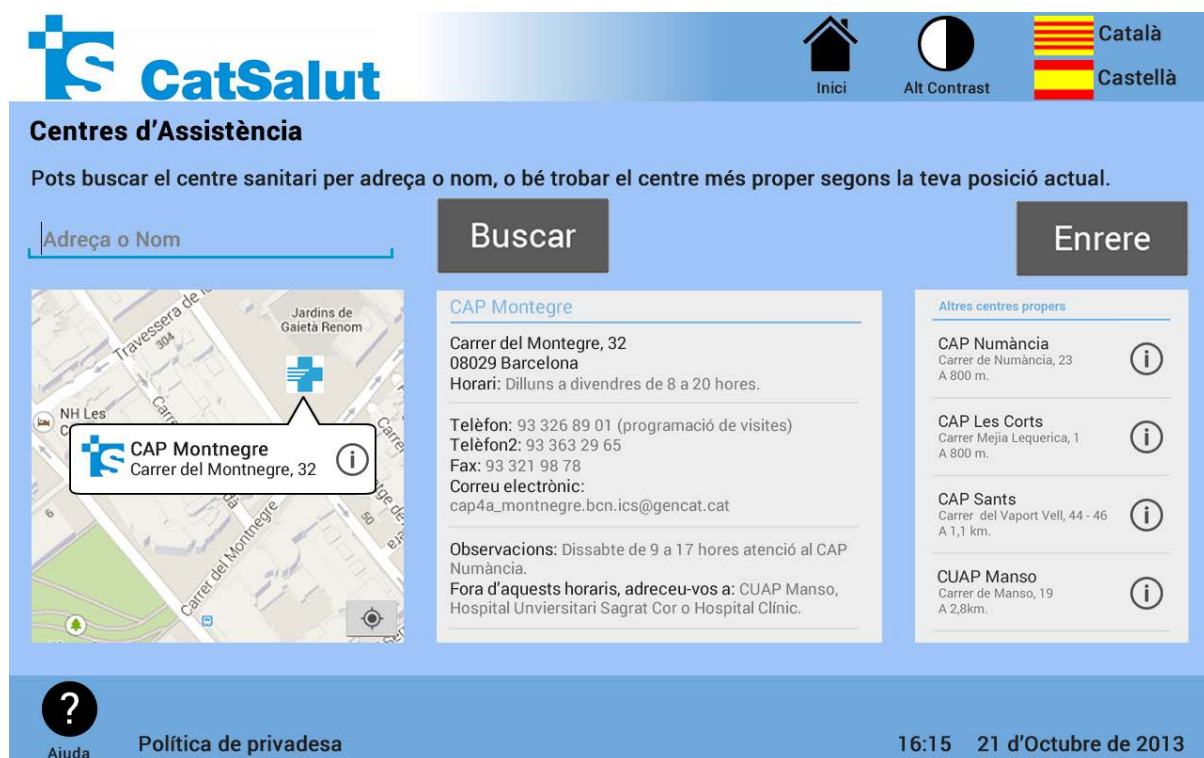 CatSalut
Inici
Alt Contrast
Català
Castellà
Centres d'Assistència
Pots buscar el centre sanitari per adreça o nom, o bé trobar el centre més proper segons la teva posició actual.
Adreça o Nom
Buscar
Enrere
Travessera de
304
Jardins de
Gaietà Renom
NH Les
CAP Montnegre
Carrer del Montnegre, 32
Carrer del Montnegre
6
50
CAP Montegre
Carrer del Montegre, 32
08029 Barcelona
Horari: Dilluns a divendres de 8 a 20 hores.
Telèfon: 93 326 89 01 (programació de visites)
Telèfon2: 93 363 29 65
Fax: 93 321 98 78
Correu electrònic:
cap4a_montnegre.bcn.ics@gencat.cat
Observacions: Dissabte de 9 a 17 hores atenció al CAP
Numància.
Fora d'aquests horaris, adreceu-vos a: CUAP Manso,
Hospital Unviersitari Sagrat Cor o Hospital Clínic.
Altres centres propers
CAP Numància
Carrer de Numància, 23
A 800 m.
CAP Les Corts
Carrer Mejia Lequerica, 1
A 800 m.
CAP Sants
Carrer del Vaport Vell, 44 - 46
A 1,1 km.
CUAP Manso
Carrer de Manso, 19
A 2,8km.
?
Ajuda
Política de privadesa
16:15 21 d'Octubre de 2013